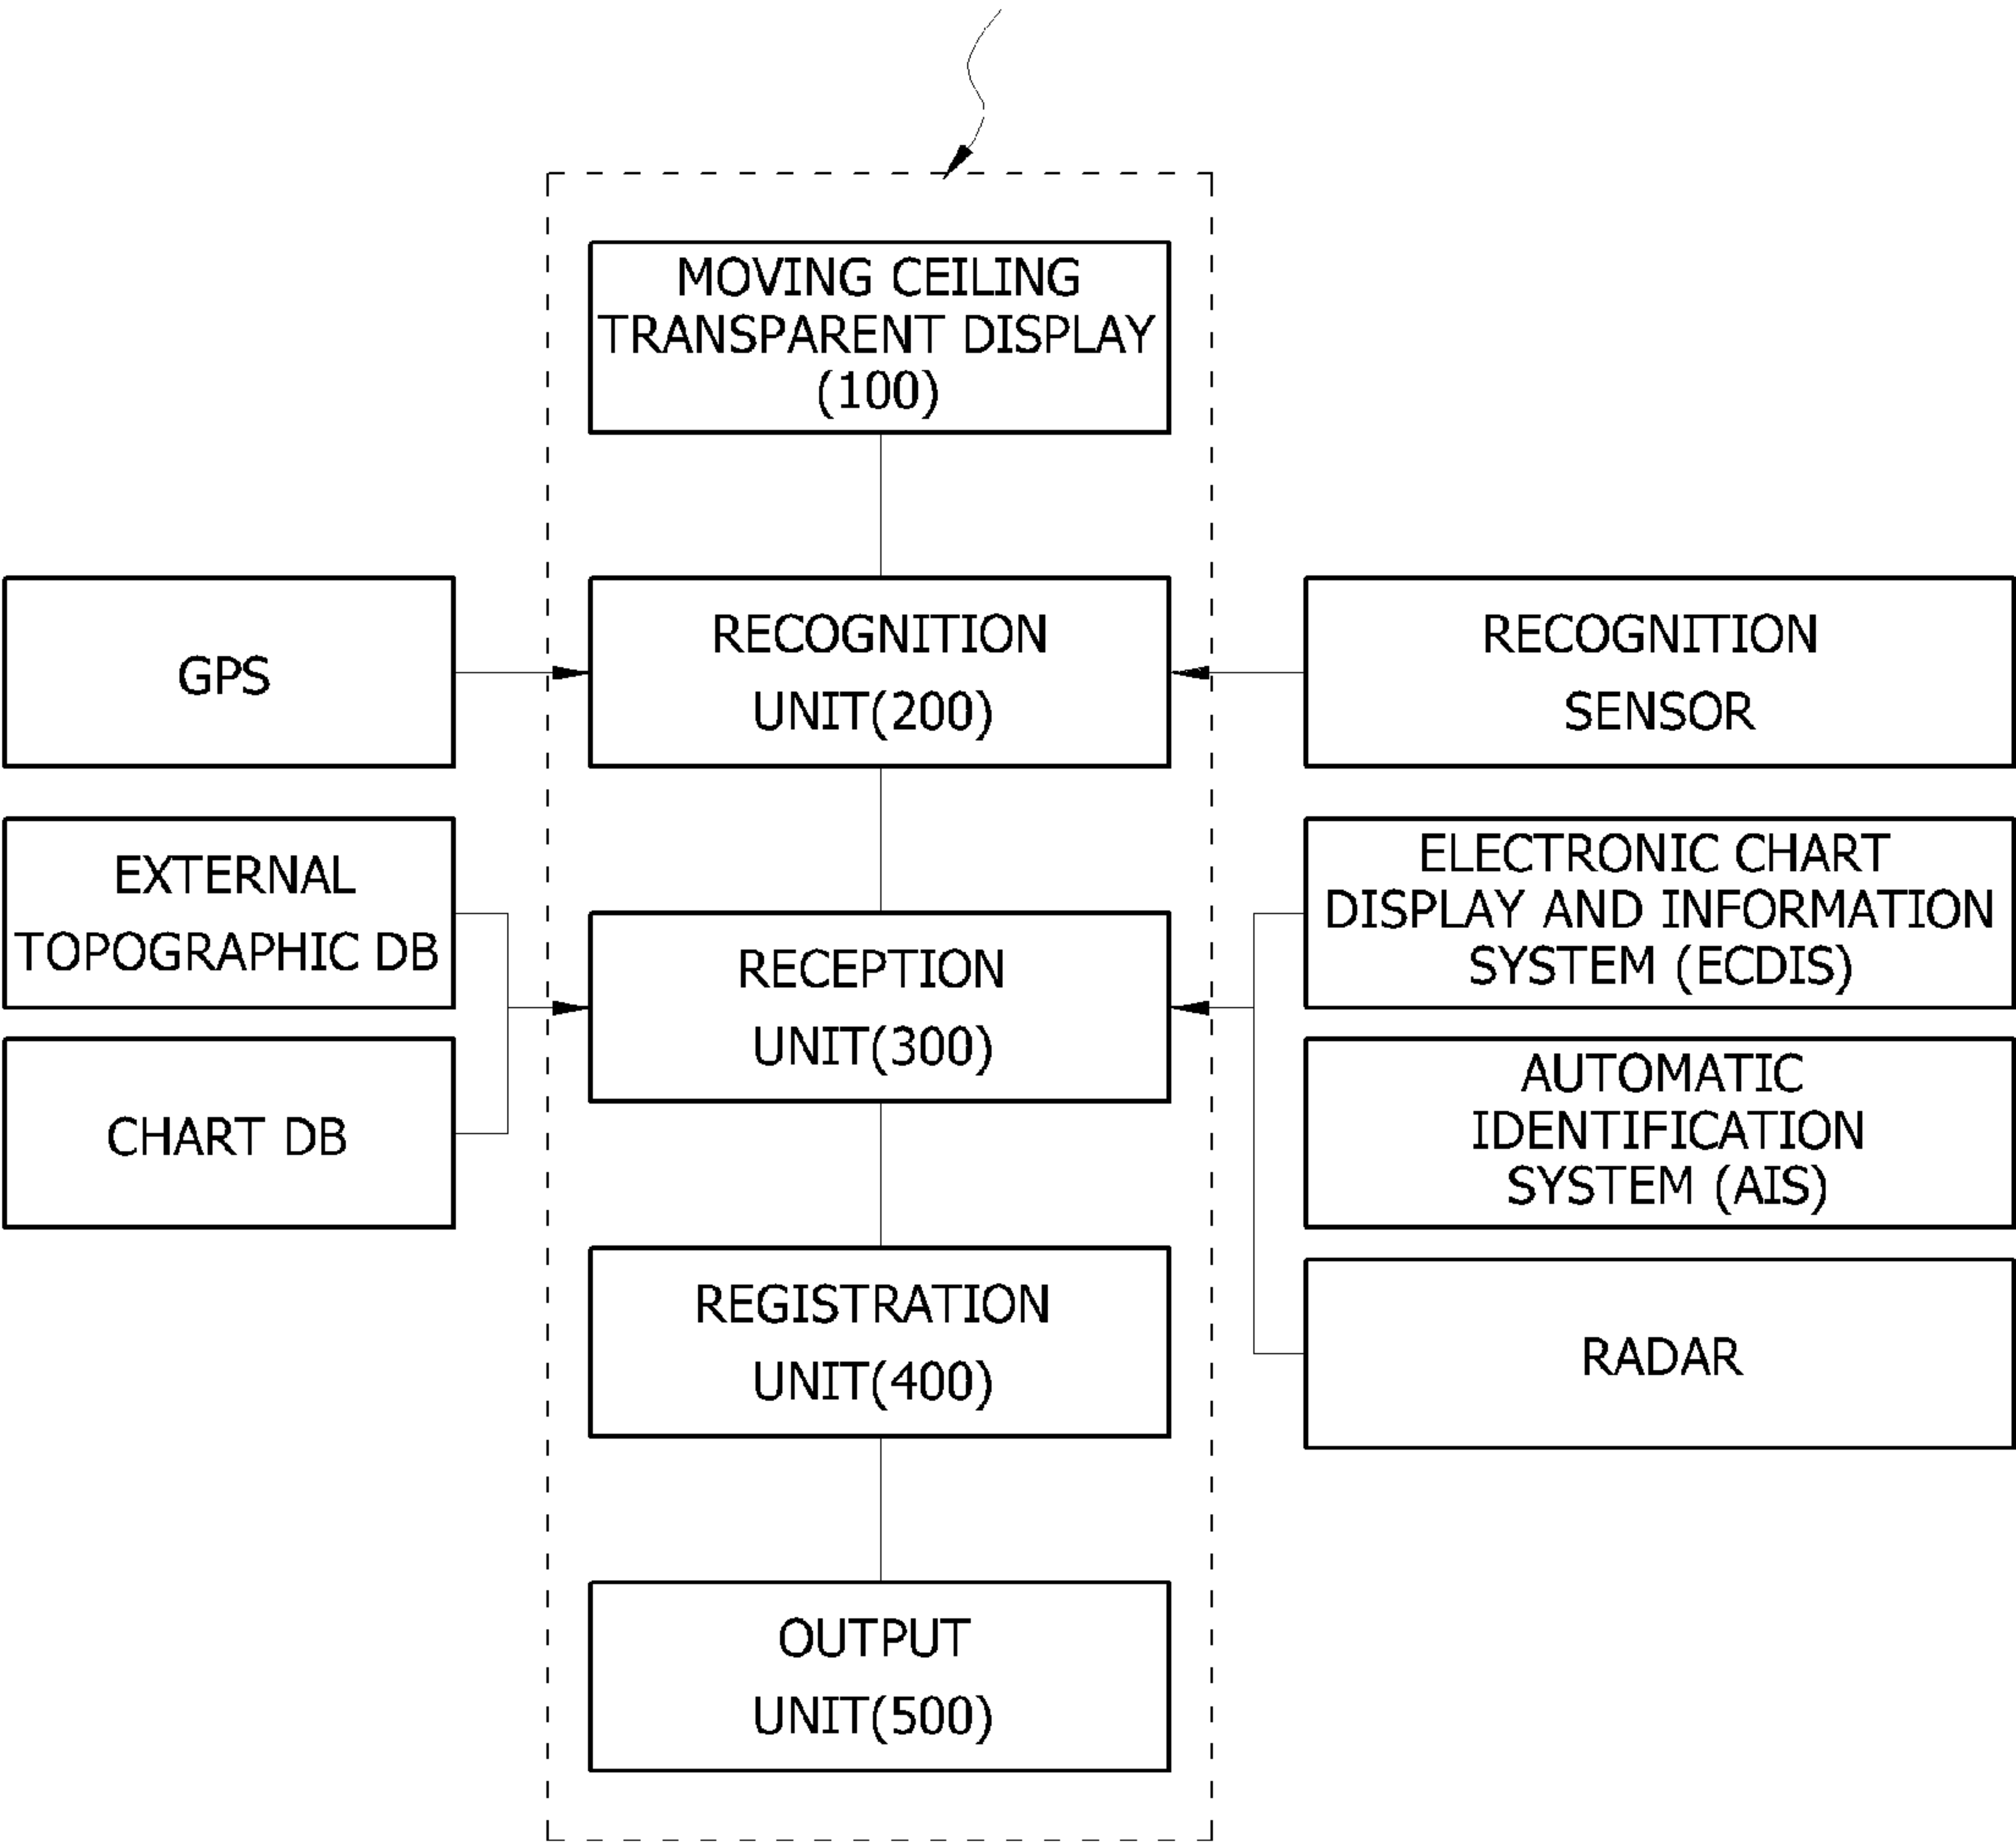 MOVING CEILING
TRANSPARENT DISPLAY
(100)
GPS
RECOGNITION
UNIT(200)
RECOGNITION
SENSOR
EXTERNAL
TOPOGRAPHIC DB
CHART DB
RECEPTION
UNIT(300)
ELECTRONIC CHART
DISPLAY AND INFORMATION
SYSTEM (ECDIS)
AUTOMATIC
IDENTIFICATION
SYSTEM (AIS)
RADAR
REGISTRATION
UNIT(400)
OUTPUT
UNIT(500)